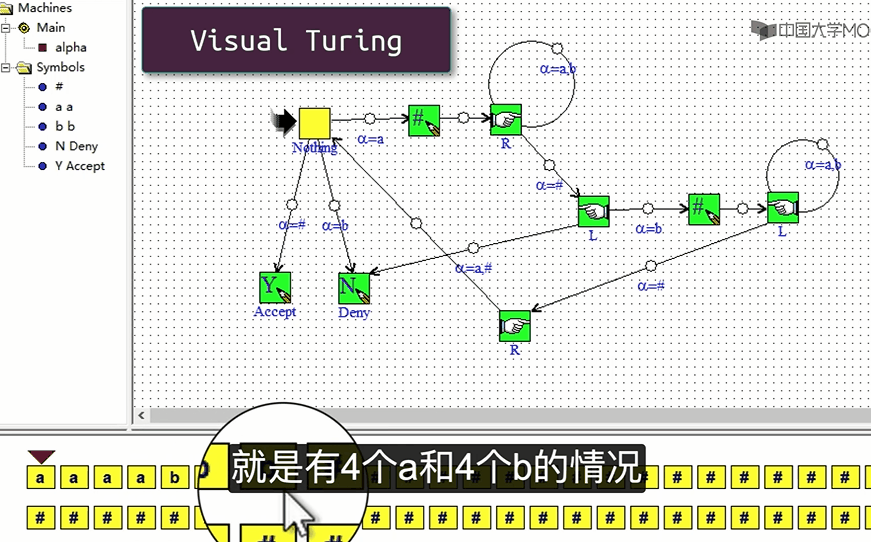 Machines
Main
alpha
Symbols
#
a a
b b
N Deny
Y Accept
Visual Turing
中国大学MO
α=a,b
#
Nothing
α=a
R
α=#
α=a,b
#
α=#
α=b
L
α=b
L
α=a,#
α=#
Y
N
Accept
Deny
R
就是有4个a和4个b的情况
a a a a b # # # # # # #
# # # # # # # # # # # # # # # # # # # #